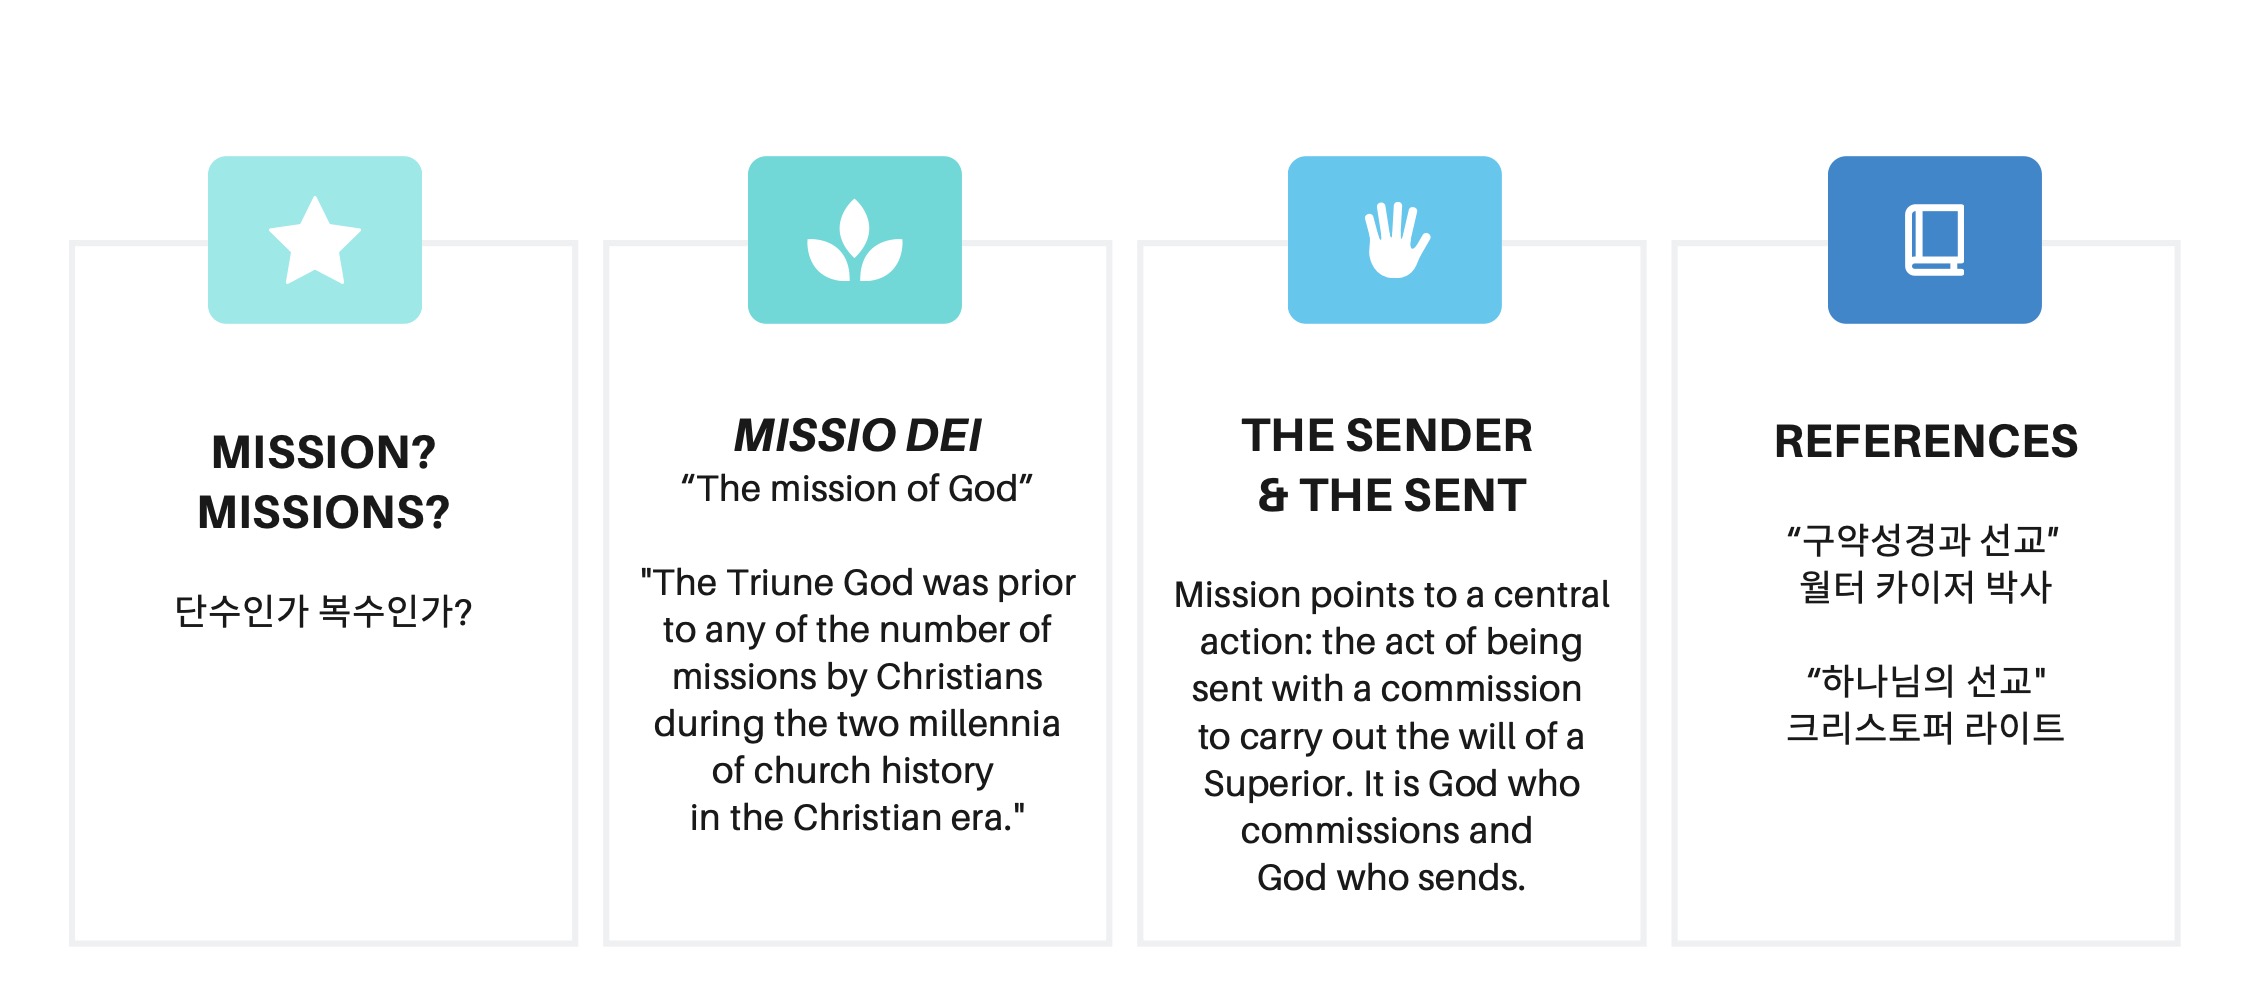 MISSION?
MISSIONS?
단수인가 복수인가?
MISSIO DEI
“The mission of God”
"The Triune God was prior
to any of the number of
missions by Christians
during the two millennia
of church history
in the Christian era."
THE SENDER
& THE SENT
Mission points to a central
action: the act of being
sent with a commission
to carry out the will of a
Superior. It is God who
commissions and
God who sends.
REFERENCES
“구약성경과 선교”
월터 카이저 박사
“하나님의 선교"
크리스토퍼 라이트